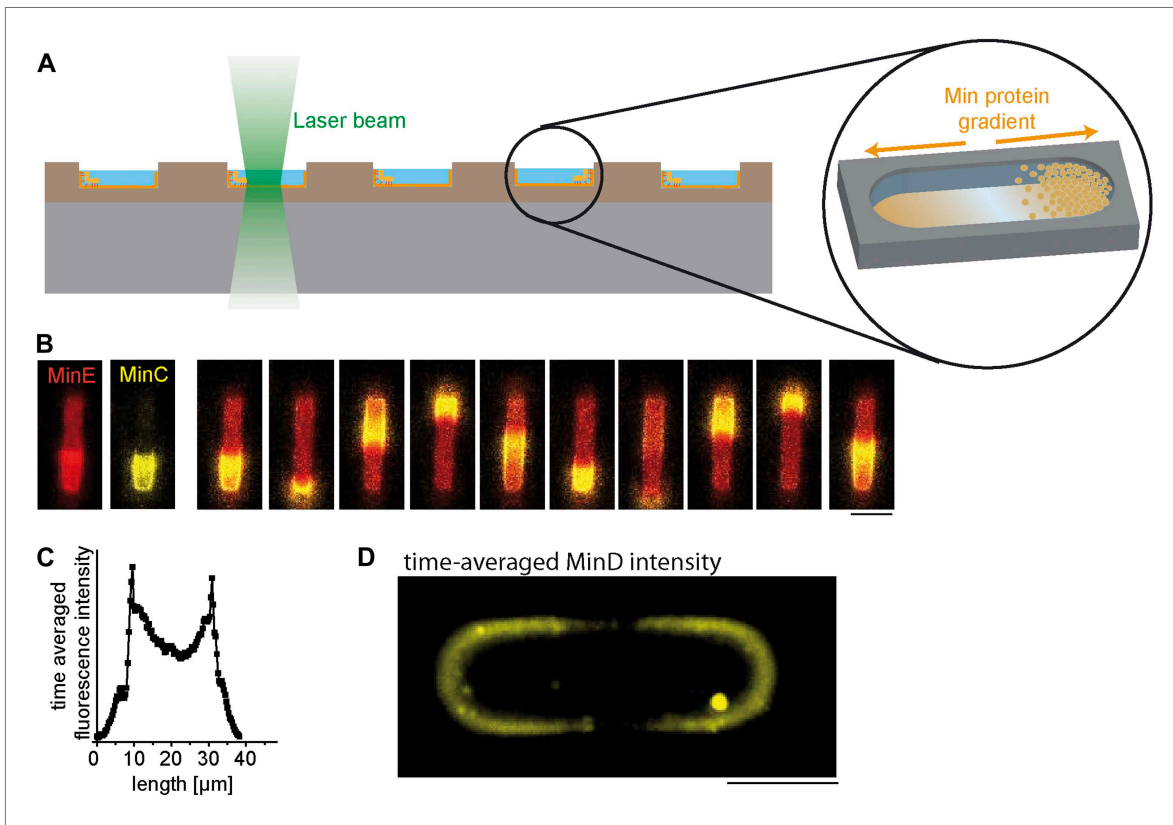 A
Laser beam
Min protein
gradient
B
MinE
MinC
C
time averaged
fluorescence intensity
0 10 20 30 40
length [µm]
D
time-averaged MinD intensity